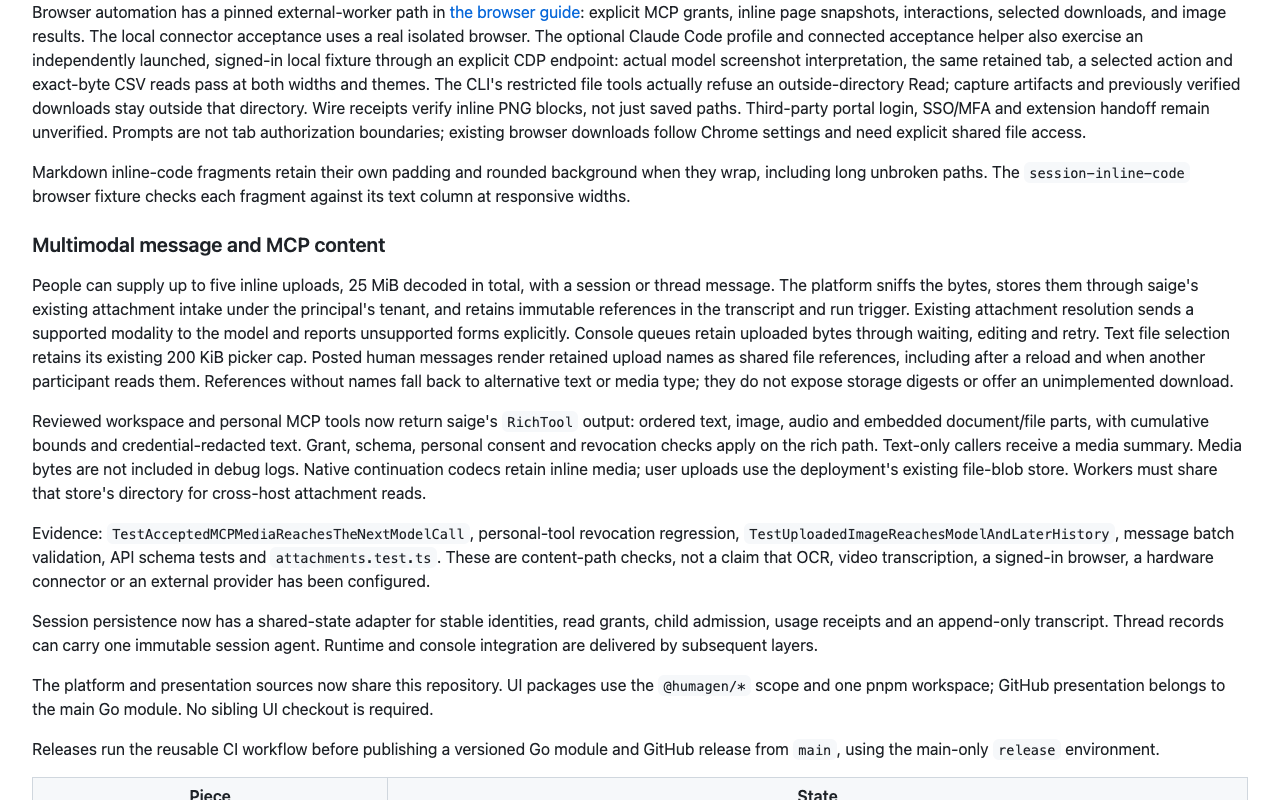 Browser automation has a pinned external-worker path in the browser guide: explicit MCP grants, inline page snapshots, interactions, selected downloads, and image
results. The local connector acceptance uses a real isolated browser. The optional Claude Code profile and connected acceptance helper also exercise an
independently launched, signed-in local fixture through an explicit CDP endpoint: actual model screenshot interpretation, the same retained tab, a selected action and
exact-byte CSV reads pass at both widths and themes. The CLI's restricted file tools actually refuse an outside-directory Read; capture artifacts and previously verified
downloads stay outside that directory. Wire receipts verify inline PNG blocks, not just saved paths. Third-party portal login, SSO/MFA and extension handoff remain
unverified. Prompts are not tab authorization boundaries; existing browser downloads follow Chrome settings and need explicit shared file access.
Markdown inline-code fragments retain their own padding and rounded background when they wrap, including long unbroken paths. The session-inline-code
browser fixture checks each fragment against its text column at responsive widths.
Multimodal message and MCP content
People can supply up to five inline uploads, 25 MiB decoded in total, with a session or thread message. The platform sniffs the bytes, stores them through saige's
existing attachment intake under the principal's tenant, and retains immutable references in the transcript and run trigger. Existing attachment resolution sends a
supported modality to the model and reports unsupported forms explicitly. Console queues retain uploaded bytes through waiting, editing and retry. Text file selection
retains its existing 200 KiB picker cap. Posted human messages render retained upload names as shared file references, including after a reload and when another
participant reads them. References without names fall back to alternative text or media type; they do not expose storage digests or offer an unimplemented download.
Reviewed workspace and personal MCP tools now return saige's RichTool output: ordered text, image, audio and embedded document/file parts, with cumulative
bounds and credential-redacted text. Grant, schema, personal consent and revocation checks apply on the rich path. Text-only callers receive a media summary. Media
bytes are not included in debug logs. Native continuation codecs retain inline media; user uploads use the deployment's existing file-blob store. Workers must share
that store's directory for cross-host attachment reads.
Evidence: TestAcceptedMCPMediaReachesTheNextModelCall , personal-tool revocation regression, TestUploadedImageReachesModelAndLaterHistory , message batch
validation, API schema tests and attachments.test.ts . These are content-path checks, not a claim that OCR, video transcription, a signed-in browser, a hardware
connector or an external provider has been configured.
Session persistence now has a shared-state adapter for stable identities, read grants, child admission, usage receipts and an append-only transcript. Thread records
can carry one immutable session agent. Runtime and console integration are delivered by subsequent layers.
The platform and presentation sources now share this repository. UI packages use the @humagen/* scope and one pnpm workspace; GitHub presentation belongs to
the main Go module. No sibling UI checkout is required.
Releases run the reusable CI workflow before publishing a versioned Go module and GitHub release from main , using the main-only release environment.
Piece State